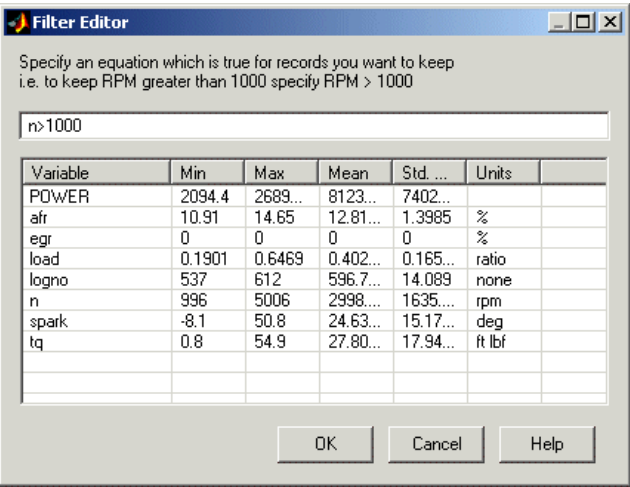 Filter Editor
Specify an equation which is true for records you want to keep
i.e. to keep RPM greater than 1000 specify RPM > 1000
n>1000
Variable Min Max Mean Std. ... Units
POWER 2094.4 2689... 8123... 7402...
afr 10.91 14.65 12.81... 1.3985 %
egr 0 0 0 0 %
load 0.1901 0.6469 0.402... 0.165... ratio
logno 537 612 596.7... 14.089 none
n 996 5006 2998.... 1635.... rpm
spark -8.1 50.8 24.63... 15.17... deg
tq 0.8 54.9 27.80... 17.94... ft lbf
OK Cancel Help